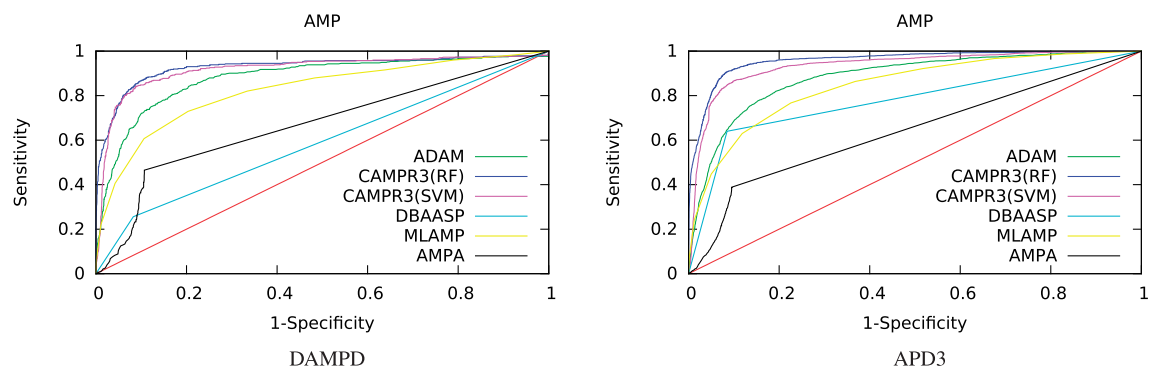 AMP
1
0.8
0.6
0.4
0.2
0
Sensitivity
ADAM
CAMPR3(RF)
CAMPR3(SVM)
DBAASP
MLAMP
AMPA
0 0.2 0.4 0.6 0.8 1
1-Specificity
DAMPD
AMP
1
0.8
0.6
0.4
0.2
0
Sensitivity
ADAM
CAMPR3(RF)
CAMPR3(SVM)
DBAASP
MLAMP
AMPA
0 0.2 0.4 0.6 0.8 1
1-Specificity
APD3